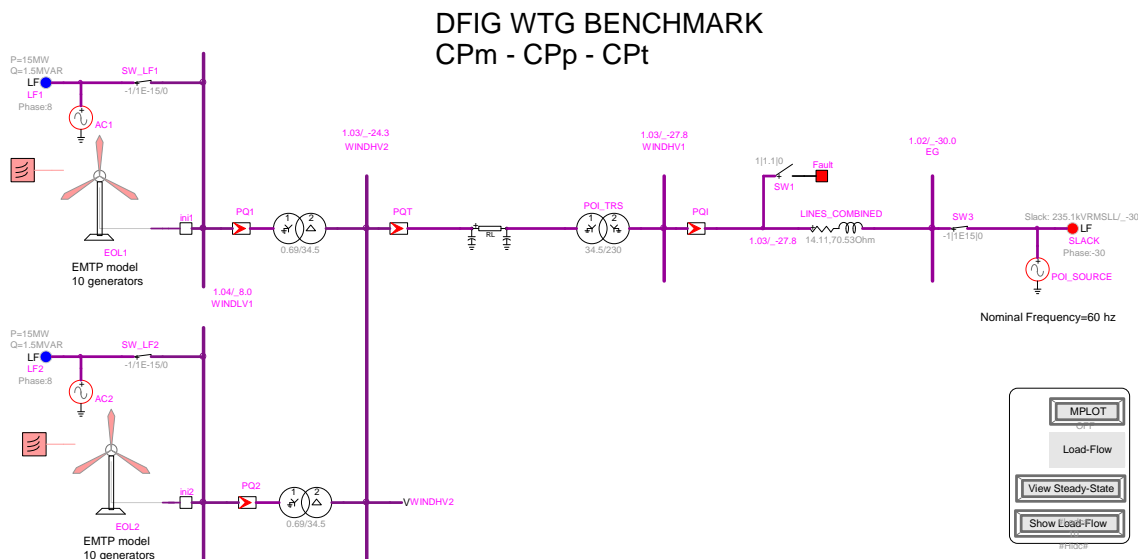 DFIG WTG BENCHMARK
CPm - CPp - CPt
P=15MW
Q=1.5MVAR
LF
LF1
Phase:8
SW_LF1
-1/1E-15/0
AC1
EOL1
EMTP model
10 generators
ini1
PQ1
1
2
0.69/34.5
1.04/_8.0
WINDLV1
1.03/_-24.3
WINDHV2
PQT
RL
POI_TRS
1
2
34.5/230
1.03/_-27.8
WINDHV1
PQI
1|1.1|0
SW1
Fault
1.03/_-27.8
LINES_COMBINED
14.11,70.53Ohm
1.02/_-30.0
EG
SW3
-1|1E15|0
Slack: 235.1kVRMSLL/_-30
LF
SLACK
Phase:-30
POI_SOURCE
Nominal Frequency=60 hz
P=15MW
Q=1.5MVAR
LF
LF2
Phase:8
SW_LF2
-1/1E-15/0
AC2
EOL2
EMTP model
10 generators
ini2
PQ2
1
2
0.69/34.5
WINDHV2
MPLOT
OFF
Load-Flow
View Steady-State
Show Load-Flow